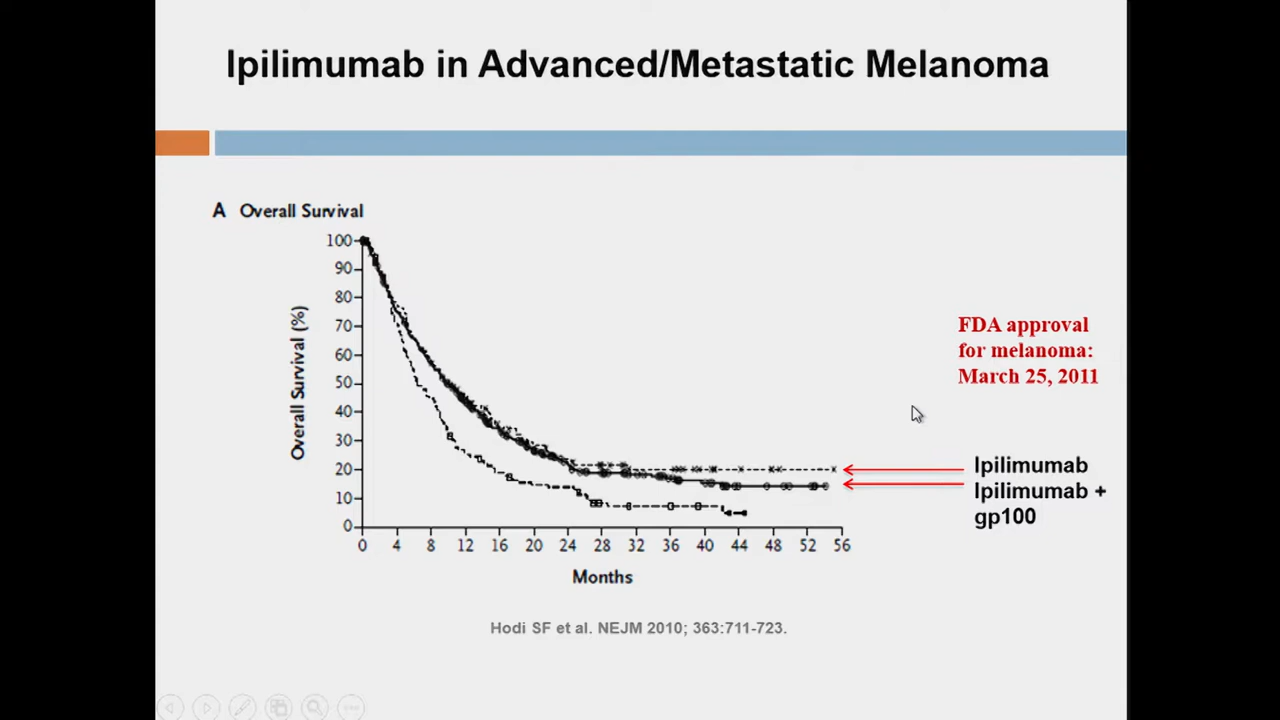 Ipilimumab in Advanced/Metastatic Melanoma
A Overall Survival
100
90
80
70
60
50
40
30
20
10
0
Overall Survival (%)
0 4 8 12 16 20 24 28 32 36 40 44 48 52 56
Months
FDA approval
for melanoma:
March 25, 2011
Ipilimumab
Ipilimumab +
gp100
Hodi SF et al. NEJM 2010; 363:711-723.